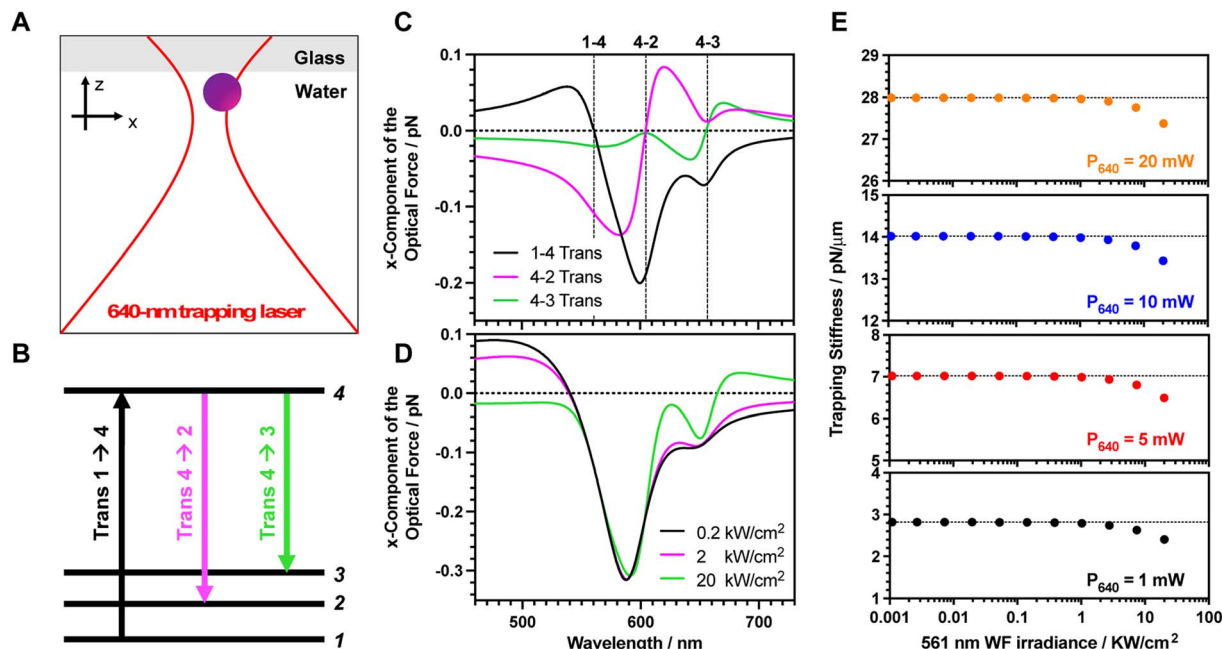 A
Glass
Water
z
x
640-nm trapping laser
B
4
Trans 1 → 4
Trans 4 → 2
Trans 4 → 3
3
2
1
C
1-4
4-2
4-3
x-Component of the
Optical Force / pN
0.1
0.0
-0.1
-0.2
1-4 Trans
4-2 Trans
4-3 Trans
D
x-Component of the
Optical Force / pN
0.1
0.0
-0.1
-0.2
-0.3
0.2 kW/cm²
2 kW/cm²
20 kW/cm²
500
600
700
Wavelength / nm
E
Trapping Stiffness / pN/µm
29
28
27
26
P₆₄₀ = 20 mW
15
14
13
12
P₆₄₀ = 10 mW
8
7
6
5
P₆₄₀ = 5 mW
4
3
2
1
P₆₄₀ = 1 mW
0.001
0.01
0.1
1
10
100
561 nm WF irradiance / KW/cm²